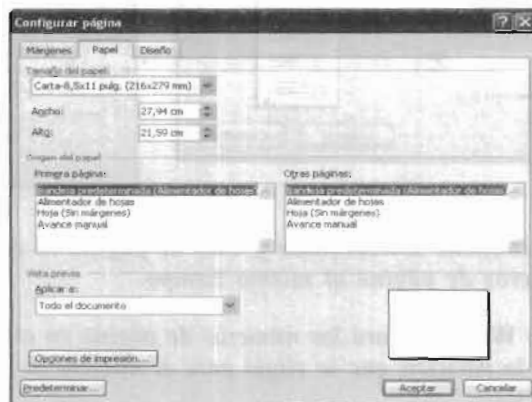 Configurar página
Márgenes Papel Diseño
Tamaño del papel:
Carta-8,5x11 pulg. (216x279 mm)
Ancho: 27,94 cm
Alto: 21,59 cm
Origen del papel
Primera página:
Bandeja predeterminada (Alimentador de hojas)
Alimentador de hojas
Hoja (Sin márgenes)
Avance manual
Otras páginas:
Bandeja predeterminada (Alimentador de hojas)
Alimentador de hojas
Hoja (Sin márgenes)
Avance manual
Vista previa
Aplicar a:
Todo el documento
Opciones de impresión...
Predeterminar...
Aceptar Cancelar